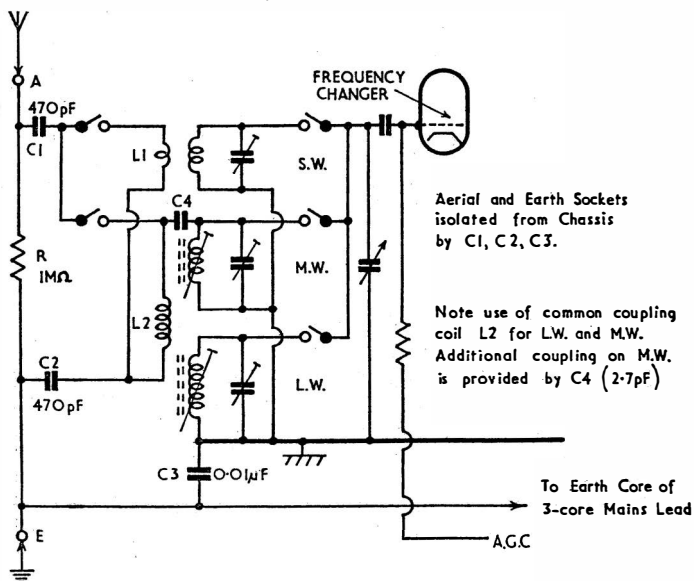 A
470pF
C1
FREQUENCY
CHANGER
L1
S.W.
C4
Aerial and Earth Sockets
isolated from Chassis
by C1, C2, C3.
R
1MΩ
M.W.
L2
Note use of common coupling
coil L2 for L.W. and M.W.
Additional coupling on M.W.
is provided by C4 (2·7pF)
C2
470pF
L.W.
C3
0·01µF
To Earth Core of
3-core Mains Lead
E
A.G.C